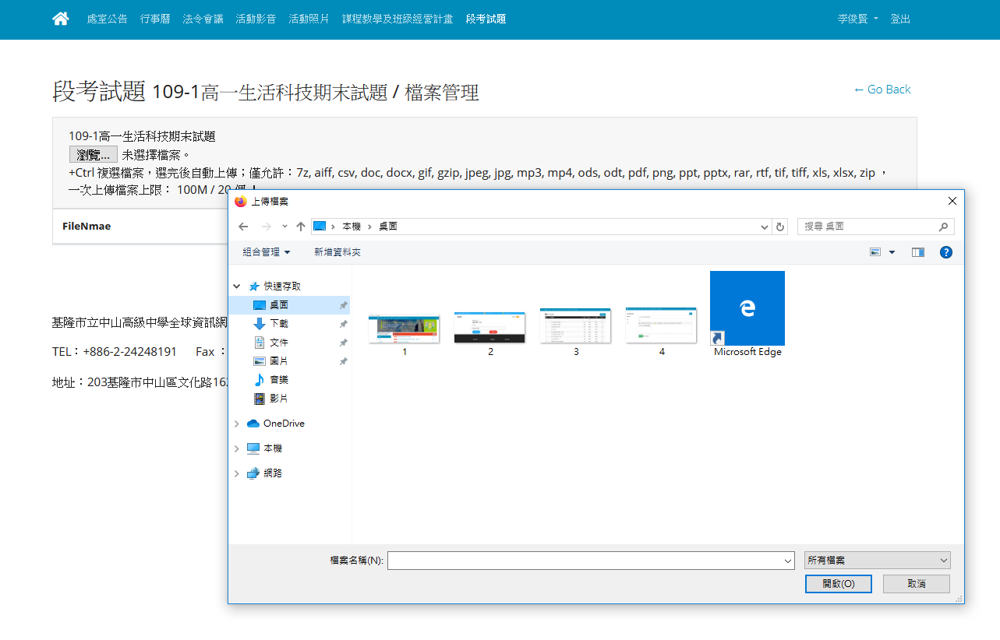 處室公告 行事曆 法令會議 活動影音 活動照片 課程教學及班級經營計畫 段考試題 李俊賢 登出
段考試題 109-1高一生活科技期末試題 / 檔案管理 ← Go Back
109-1高一生活科技期末試題
瀏覽... 未選擇檔案。
+Ctrl 複選檔案，選完後自動上傳；僅允許：7z, aiff, csv, doc, docx, gif, gzip, jpeg, jpg, mp3, mp4, ods, odt, pdf, png, ppt, pptx, rar, rtf, tif, tiff, xls, xlsx, zip ，
一次上傳檔案上限： 100M / 20 個！
FileNmae
基隆市立中山高級中學全球資訊網
TEL：+886-2-24248191 Fax：
地址：203基隆市中山區文化路162
上傳檔案
本機 桌面
搜尋 桌面
組合管理 新增資料夾
快速存取
桌面
下載
文件
圖片
音樂
影片
OneDrive
本機
網路
1 2 3 4 Microsoft Edge
檔案名稱(N): 所有檔案
開啟(O) 取消